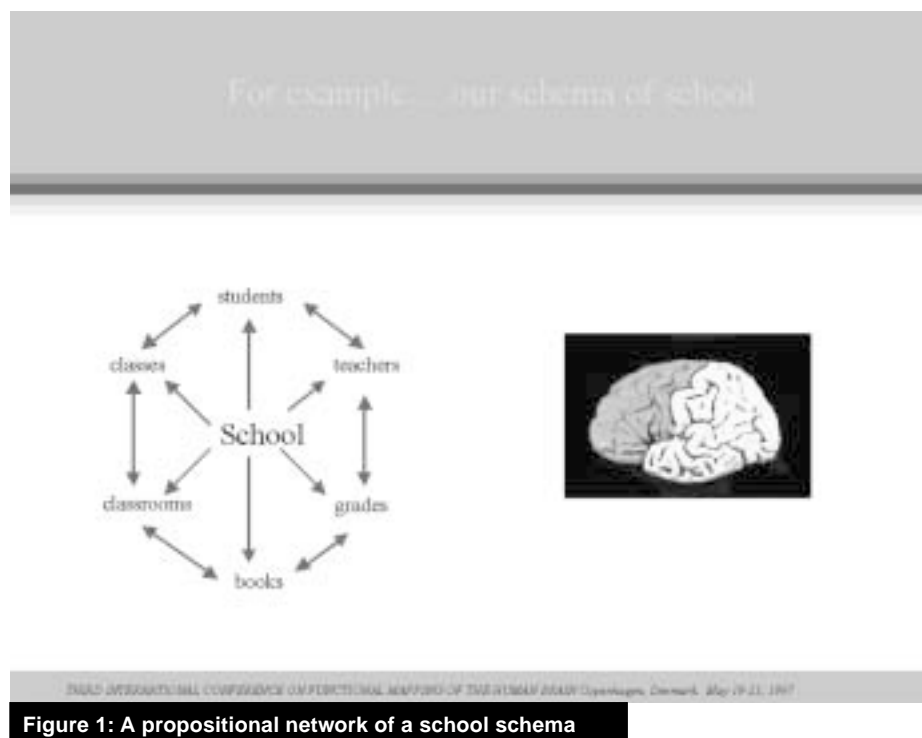 For example....our schema of school
students
classes
teachers
School
classrooms
grades
books
THIRD INTERNATIONAL CONFERENCE ON FUNCTIONAL MAPPING OF THE HUMAN BRAIN Copenhagen, Denmark, May 19-23, 1997
Figure 1: A propositional network of a school schema